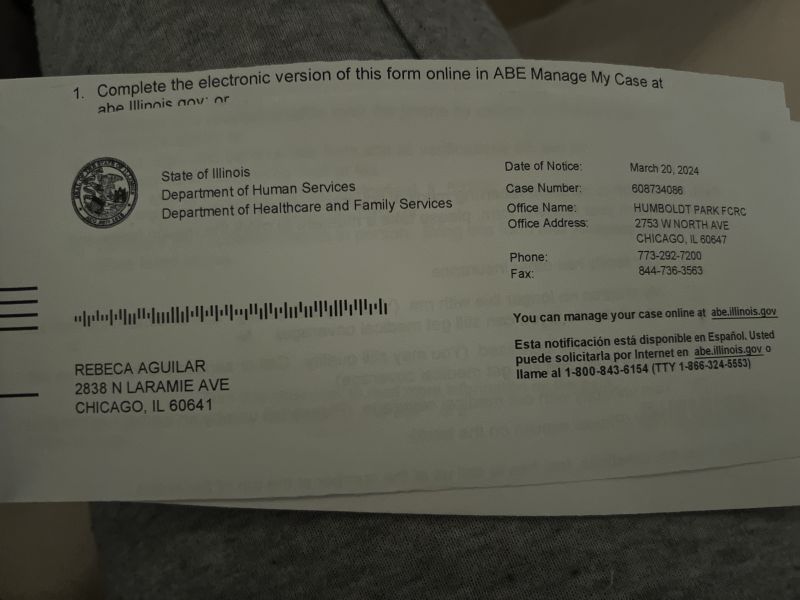 1. Complete the electronic version of this form online in ABE Manage My Case at
abe.illinois.gov; or
State of Illinois
Department of Human Services
Department of Healthcare and Family Services
Date of Notice: March 20, 2024
Case Number: 608734086
Office Name: HUMBOLDT PARK FCRC
Office Address: 2753 W NORTH AVE
CHICAGO, IL 60647
Phone: 773-292-7200
Fax: 844-736-3563
You can manage your case online at abe.illinois.gov
Esta notificación está disponible en Español. Usted
puede solicitarla por Internet en abe.illinois.gov o
llame al 1-800-843-6154 (TTY 1-866-324-5553)
REBECA AGUILAR
2838 N LARAMIE AVE
CHICAGO, IL 60641